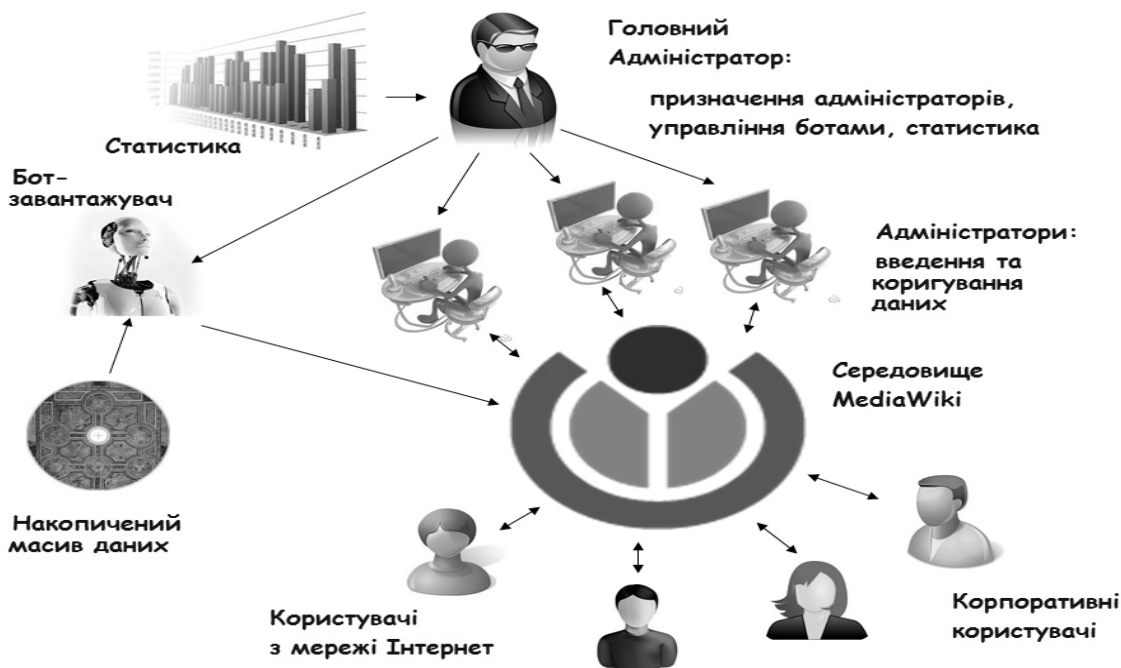 Головний
Адміністратор:
призначення адміністраторів,
управління ботами, статистика
Статистика
Бот-
завантажувач
Адміністратори:
введення та
коригування
даних
Середовище
MediaWiki
Накопичений
масив даних
Користувачі
з мережі Інтернет
Корпоративні
користувачі